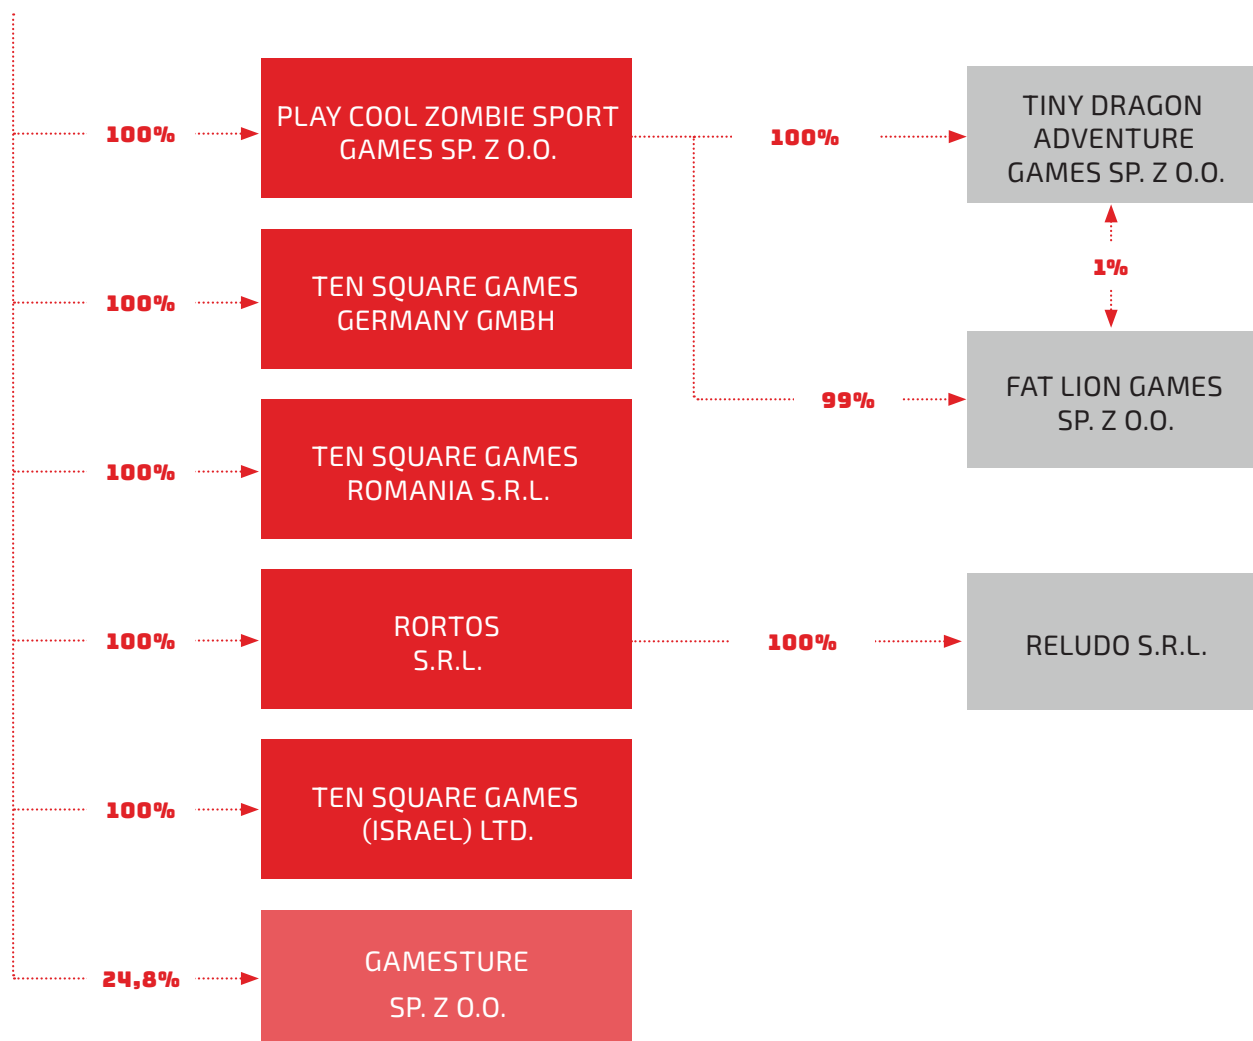 100%
PLAY COOL ZOMBIE SPORT
GAMES SP. Z O.O.
100%
TINY DRAGON
ADVENTURE
GAMES SP. Z O.O.
1%
100%
TEN SQUARE GAMES
GERMANY GMBH
99%
FAT LION GAMES
SP. Z O.O.
100%
TEN SQUARE GAMES
ROMANIA S.R.L.
100%
RORTOS
S.R.L.
100%
RELUDO S.R.L.
100%
TEN SQUARE GAMES
(ISRAEL) LTD.
24,8%
GAMESTURE
SP. Z O.O.